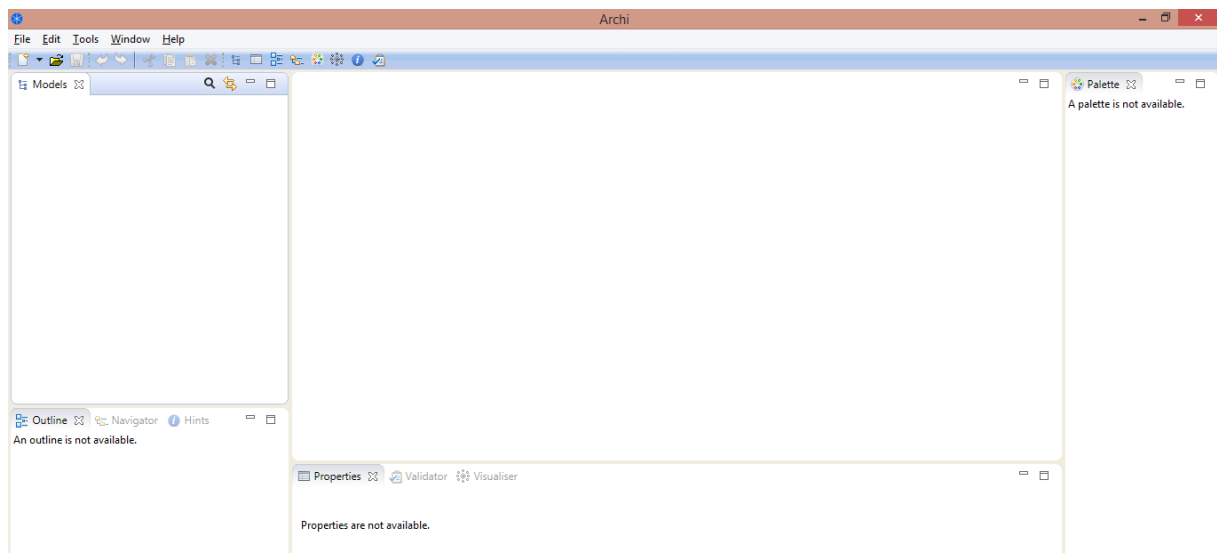 Archi
File Edit Tools Window Help
Models
Palette
A palette is not available.
Outline Navigator Hints
An outline is not available.
Properties Validator Visualiser
Properties are not available.